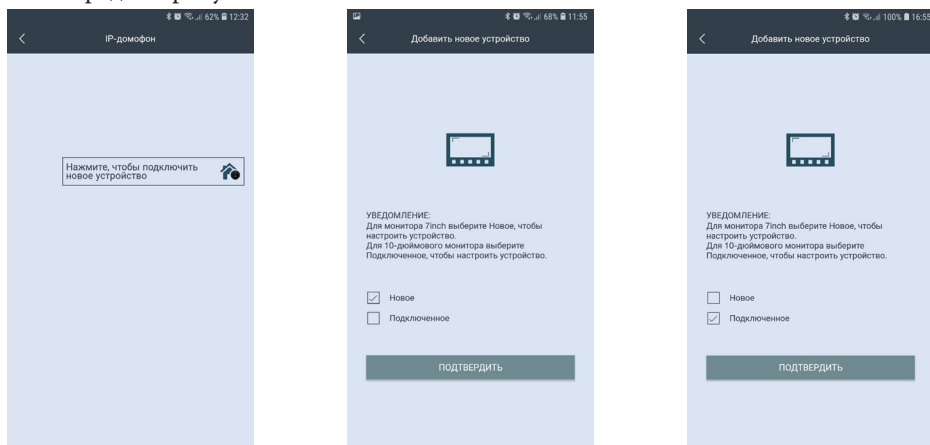 62% 12:32
IP-домофон
Нажмите, чтобы подключить
новое устройство
68% 11:55
Добавить новое устройство
УВЕДОМЛЕНИЕ:
Для монитора 7inch выберите Новое, чтобы
настроить устройство.
Для 10-дюймового монитора выберите
Подключенное, чтобы настроить устройство.
Новое
Подключенное
ПОДТВЕРДИТЬ
100% 16:55
Добавить новое устройство
УВЕДОМЛЕНИЕ:
Для монитора 7inch выберите Новое, чтобы
настроить устройство.
Для 10-дюймового монитора выберите
Подключенное, чтобы настроить устройство.
Новое
Подключенное
ПОДТВЕРДИТЬ